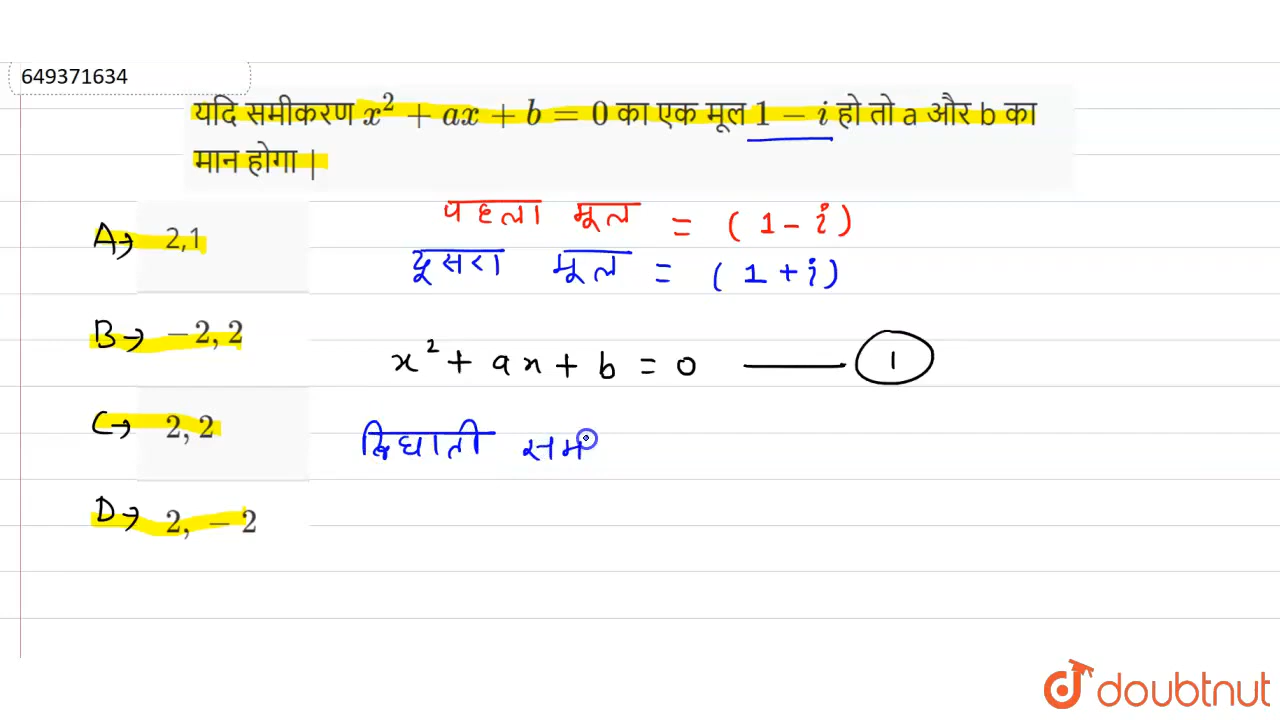 649371634
यदि समीकरण x² + ax + b = 0 का एक मूल 1 − i हो तो a और b का
मान होगा |
पहला मूल = (1 - i)
A→ 2,1
दूसरा मूल = (1 + i)
B→ −2, 2
x² + ax + b = 0 —— 1
C→ 2, 2
द्विघाती सम
D→ 2, −2
doubtnut